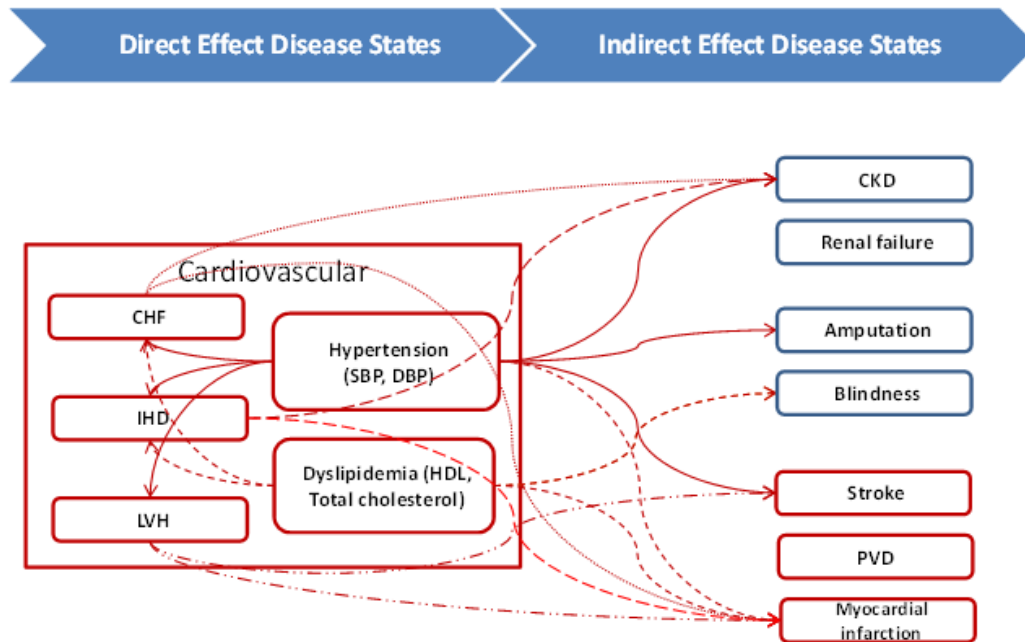 Direct Effect Disease States
Indirect Effect Disease States
Cardiovascular
CHF
IHD
LVH
Hypertension
(SBP, DBP)
Dyslipidemia (HDL,
Total cholesterol)
CKD
Renal failure
Amputation
Blindness
Stroke
PVD
Myocardial
infarction